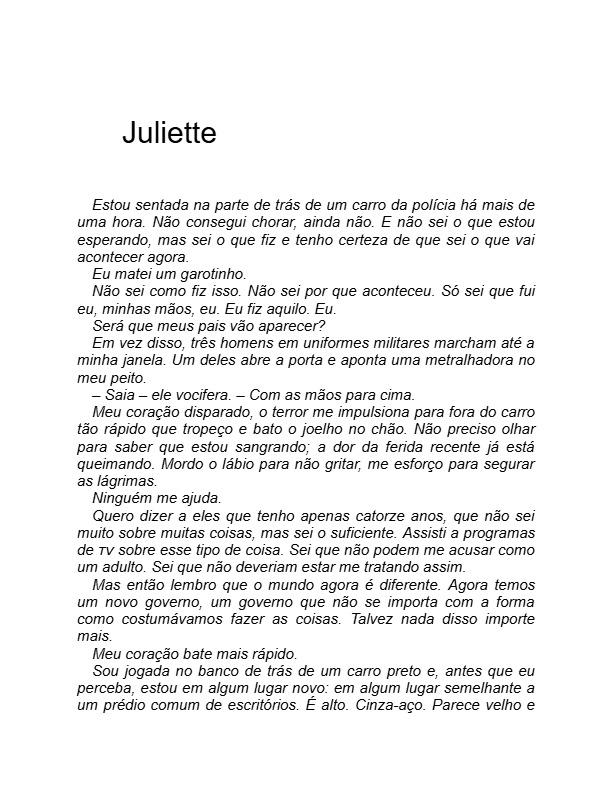 Juliette
Estou sentada na parte de trás de um carro da polícia há mais de
uma hora. Não consegui chorar, ainda não. E não sei o que estou
esperando, mas sei o que fiz e tenho certeza de que sei o que vai
acontecer agora.
Eu matei um garotinho.
Não sei como fiz isso. Não sei por que aconteceu. Só sei que fui
eu, minhas mãos, eu. Eu fiz aquilo. Eu.
Será que meus pais vão aparecer?
Em vez disso, três homens em uniformes militares marcham até a
minha janela. Um deles abre a porta e aponta uma metralhadora no
meu peito.
– Saia – ele vocifera. – Com as mãos para cima.
Meu coração disparado, o terror me impulsiona para fora do carro
tão rápido que tropeço e bato o joelho no chão. Não preciso olhar
para saber que estou sangrando; a dor da ferida recente já está
queimando. Mordo o lábio para não gritar, me esforço para segurar
as lágrimas.
Ninguém me ajuda.
Quero dizer a eles que tenho apenas catorze anos, que não sei
muito sobre muitas coisas, mas sei o suficiente. Assisti a programas
de TV sobre esse tipo de coisa. Sei que não podem me acusar como
um adulto. Sei que não deveriam estar me tratando assim.
Mas então lembro que o mundo agora é diferente. Agora temos
um novo governo, um governo que não se importa com a forma
como costumávamos fazer as coisas. Talvez nada disso importe
mais.
Meu coração bate mais rápido.
Sou jogada no banco de trás de um carro preto e, antes que eu
perceba, estou em algum lugar novo: em algum lugar semelhante a
um prédio comum de escritórios. É alto. Cinza-aço. Parece velho e